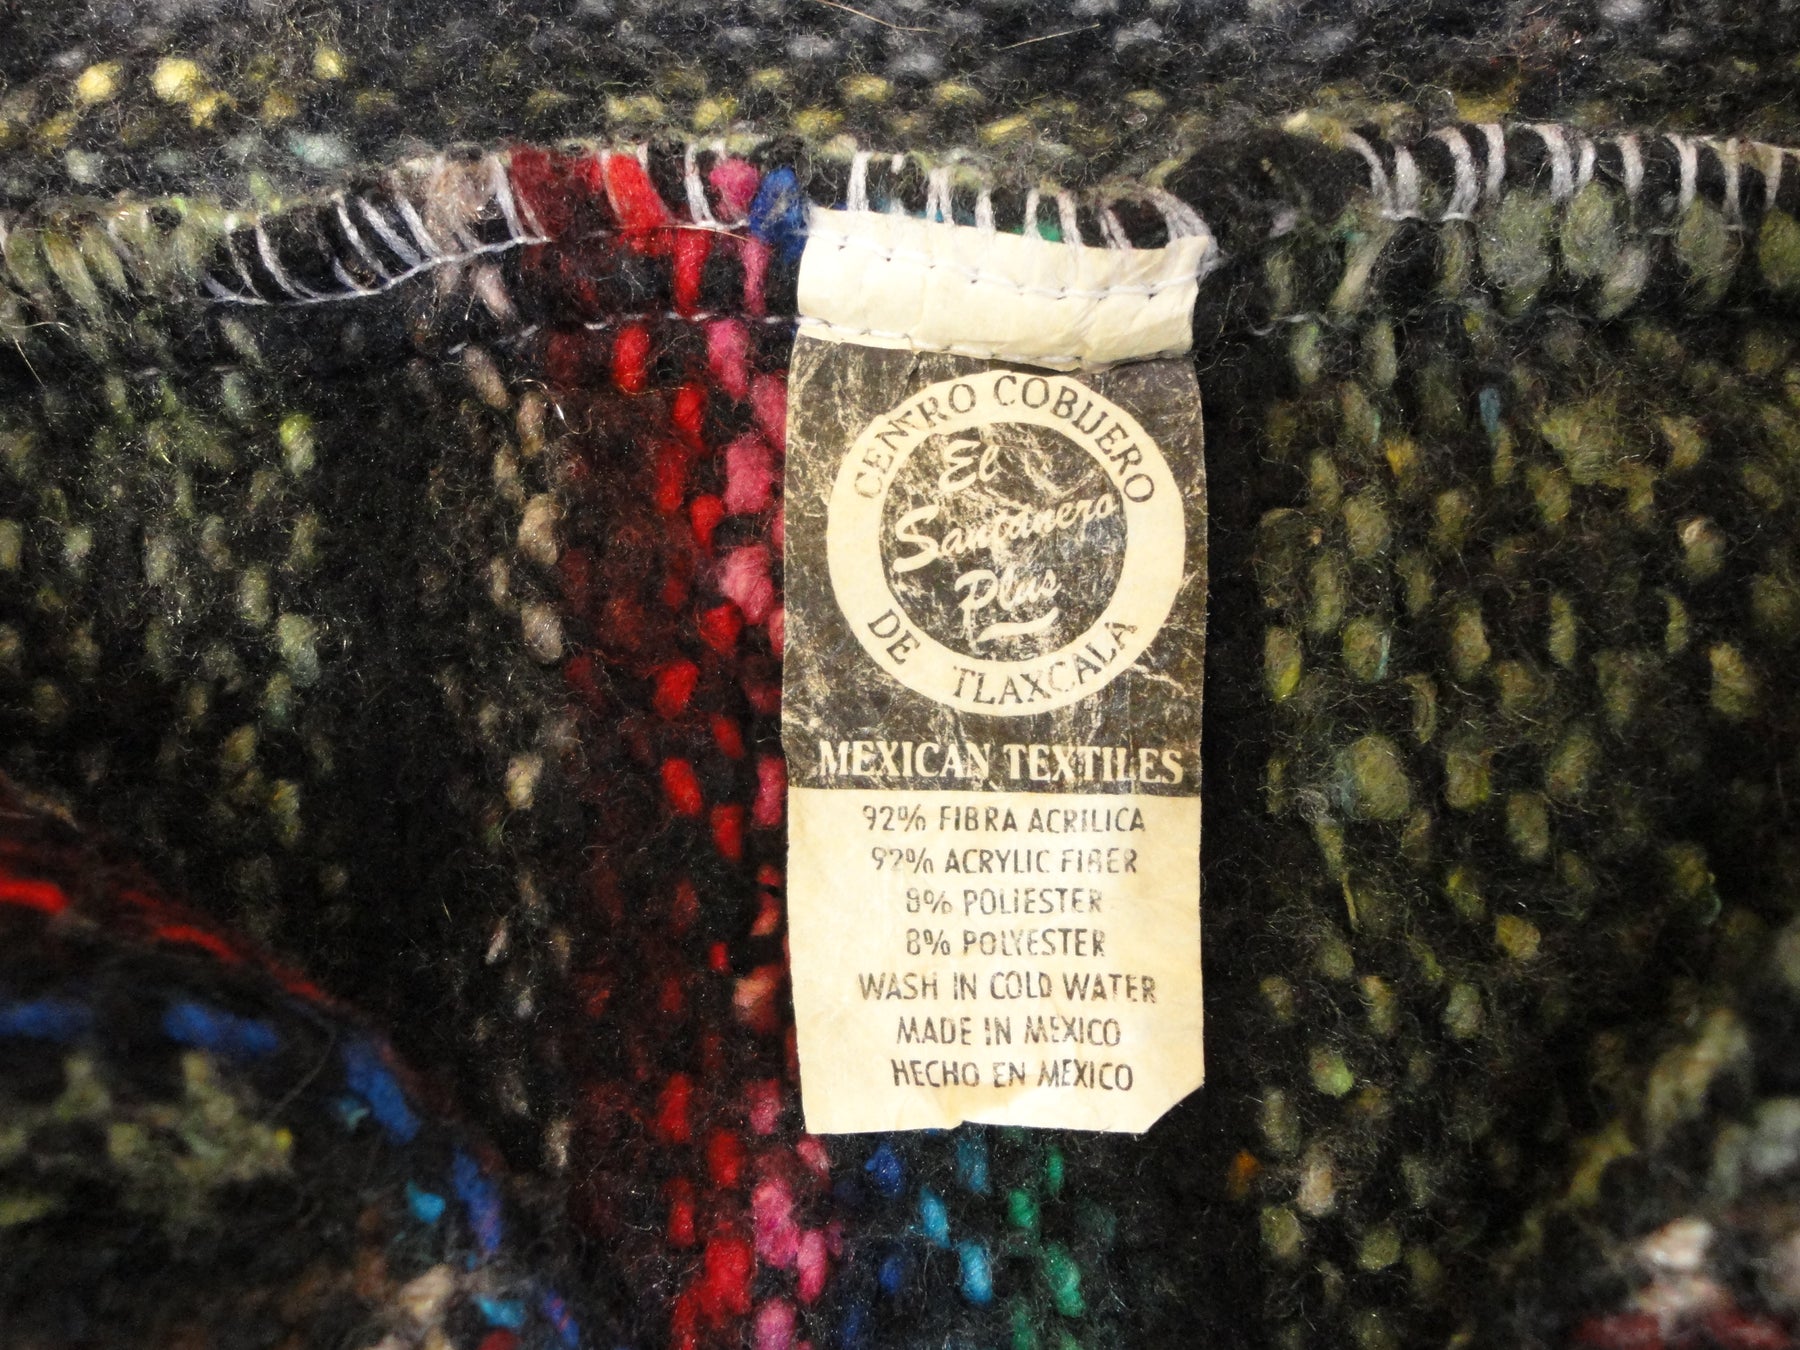 CENTRO COBIJERO
El
Santanero
Plus
DE TLAXCALA
MEXICAN TEXTILES
92% FIBRA ACRILICA
92% ACRYLIC FIBER
8% POLIESTER
8% POLYESTER
WASH IN COLD WATER
MADE IN MEXICO
HECHO EN MEXICO